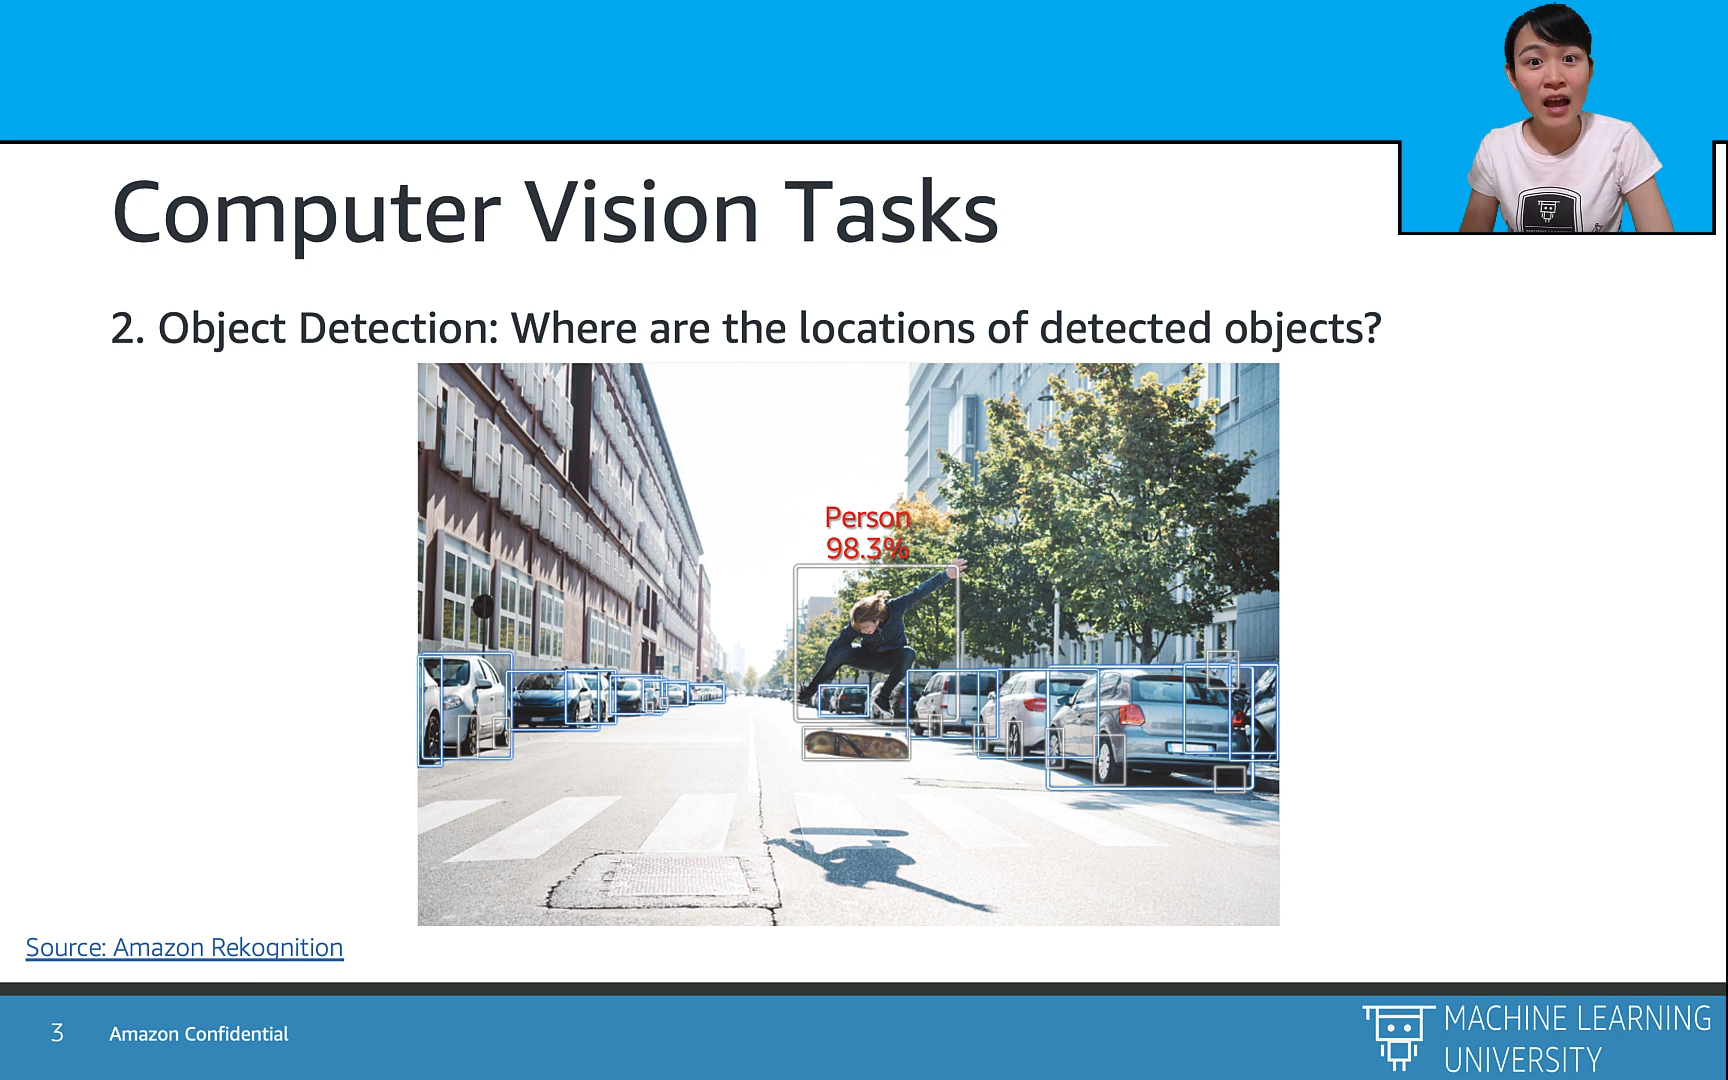 Computer Vision Tasks
2. Object Detection: Where are the locations of detected objects?
Person
98.3%
Source: Amazon Rekognition
3
Amazon Confidential
MACHINE LEARNING
UNIVERSITY